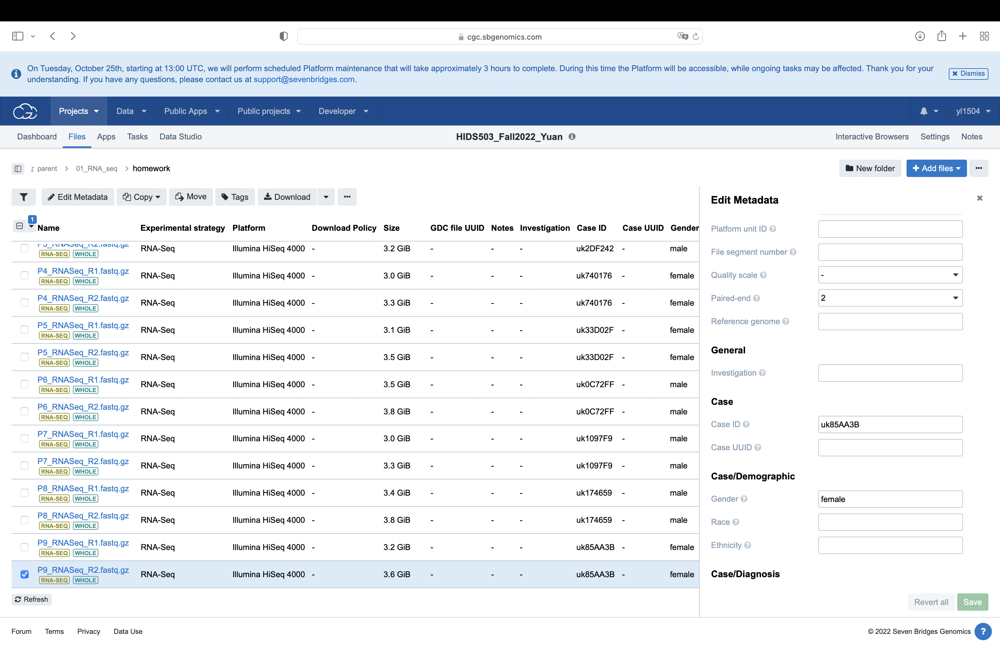 cgc.sbgenomics.com
On Tuesday, October 25th, starting at 13:00 UTC, we will perform scheduled Platform maintenance that will take approximately 3 hours to complete. During this time the Platform will be accessible, while ongoing tasks may be affected. Thank you for your
understanding. If you have any questions, please contact us at support@sevenbridges.com.
Dismiss
Projects Data Public Apps Public projects Developer yl1504
Dashboard Files Apps Tasks Data Studio HIDS503_Fall2022_Yuan Interactive Browsers Settings Notes
parent > 01_RNA_seq > homework New folder + Add files
Edit Metadata Copy Move Tags Download
1
Name Experimental strategy Platform Download Policy Size GDC file UUID Notes Investigation Case ID Case UUID Gender
P3_RNASeq_R2.fastq.gz RNA-Seq Illumina HiSeq 4000 - 3.2 GiB - - - uk2DF242 - male
RNA-SEQ WHOLE
P4_RNASeq_R1.fastq.gz RNA-Seq Illumina HiSeq 4000 - 3.0 GiB - - - uk740176 - female
RNA-SEQ WHOLE
P4_RNASeq_R2.fastq.gz RNA-Seq Illumina HiSeq 4000 - 3.3 GiB - - - uk740176 - female
RNA-SEQ WHOLE
P5_RNASeq_R1.fastq.gz RNA-Seq Illumina HiSeq 4000 - 3.1 GiB - - - uk33D02F - female
RNA-SEQ WHOLE
P5_RNASeq_R2.fastq.gz RNA-Seq Illumina HiSeq 4000 - 3.5 GiB - - - uk33D02F - female
RNA-SEQ WHOLE
P6_RNASeq_R1.fastq.gz RNA-Seq Illumina HiSeq 4000 - 3.5 GiB - - - uk0C72FF - male
RNA-SEQ WHOLE
P6_RNASeq_R2.fastq.gz RNA-Seq Illumina HiSeq 4000 - 3.8 GiB - - - uk0C72FF - male
RNA-SEQ WHOLE
P7_RNASeq_R1.fastq.gz RNA-Seq Illumina HiSeq 4000 - 3.0 GiB - - - uk1097F9 - male
RNA-SEQ WHOLE
P7_RNASeq_R2.fastq.gz RNA-Seq Illumina HiSeq 4000 - 3.3 GiB - - - uk1097F9 - male
RNA-SEQ WHOLE
P8_RNASeq_R1.fastq.gz RNA-Seq Illumina HiSeq 4000 - 3.4 GiB - - - uk174659 - male
RNA-SEQ WHOLE
P8_RNASeq_R2.fastq.gz RNA-Seq Illumina HiSeq 4000 - 3.8 GiB - - - uk174659 - male
RNA-SEQ WHOLE
P9_RNASeq_R1.fastq.gz RNA-Seq Illumina HiSeq 4000 - 3.2 GiB - - - uk85AA3B - female
RNA-SEQ WHOLE
P9_RNASeq_R2.fastq.gz RNA-Seq Illumina HiSeq 4000 - 3.6 GiB - - - uk85AA3B - female
RNA-SEQ WHOLE
Refresh
Edit Metadata
Platform unit ID
File segment number
Quality scale -
Paired-end 2
Reference genome
General
Investigation
Case
Case ID uk85AA3B
Case UUID
Case/Demographic
Gender female
Race
Ethnicity
Case/Diagnosis
Revert all Save
Forum Terms Privacy Data Use © 2022 Seven Bridges Genomics ?